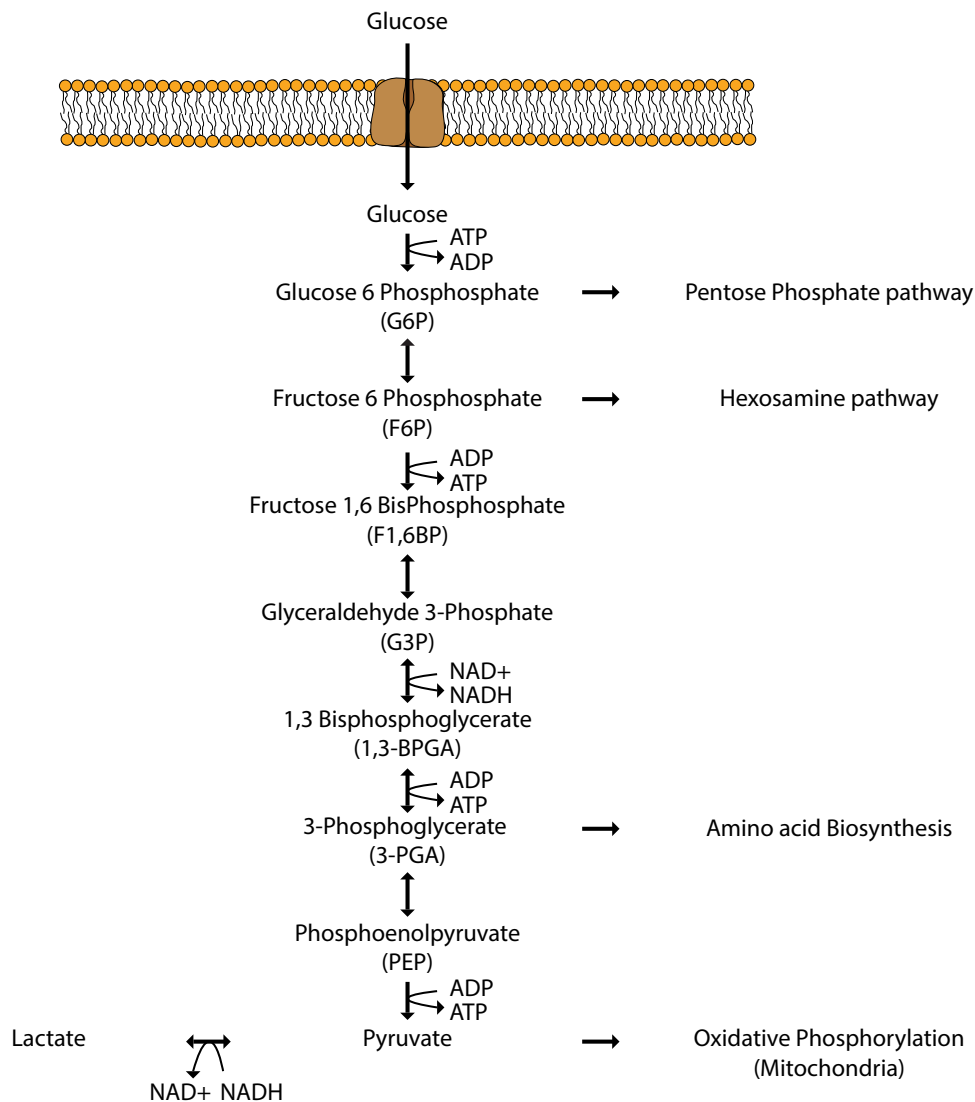 Glucose
Glucose
ATP
ADP
Glucose 6 Phosphosphate
(G6P)
Pentose Phosphate pathway
Fructose 6 Phosphosphate
(F6P)
Hexosamine pathway
ADP
ATP
Fructose 1,6 BisPhosphosphate
(F1,6BP)
Glyceraldehyde 3-Phosphate
(G3P)
NAD+
NADH
1,3 Bisphosphoglycerate
(1,3-BPGA)
ADP
ATP
3-Phosphoglycerate
(3-PGA)
Amino acid Biosynthesis
Phosphoenolpyruvate
(PEP)
ADP
ATP
Lactate
NAD+ NADH
Pyruvate
Oxidative Phosphorylation
(Mitochondria)